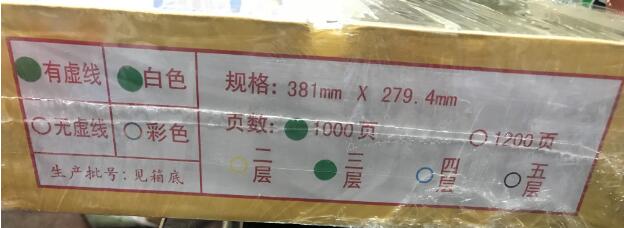 有虚线
白色
规格: 381mm X 279.4mm
无虚线
彩色
页数: 1000页 1200页
生产批号: 见箱底
二层
三层
四层
五层